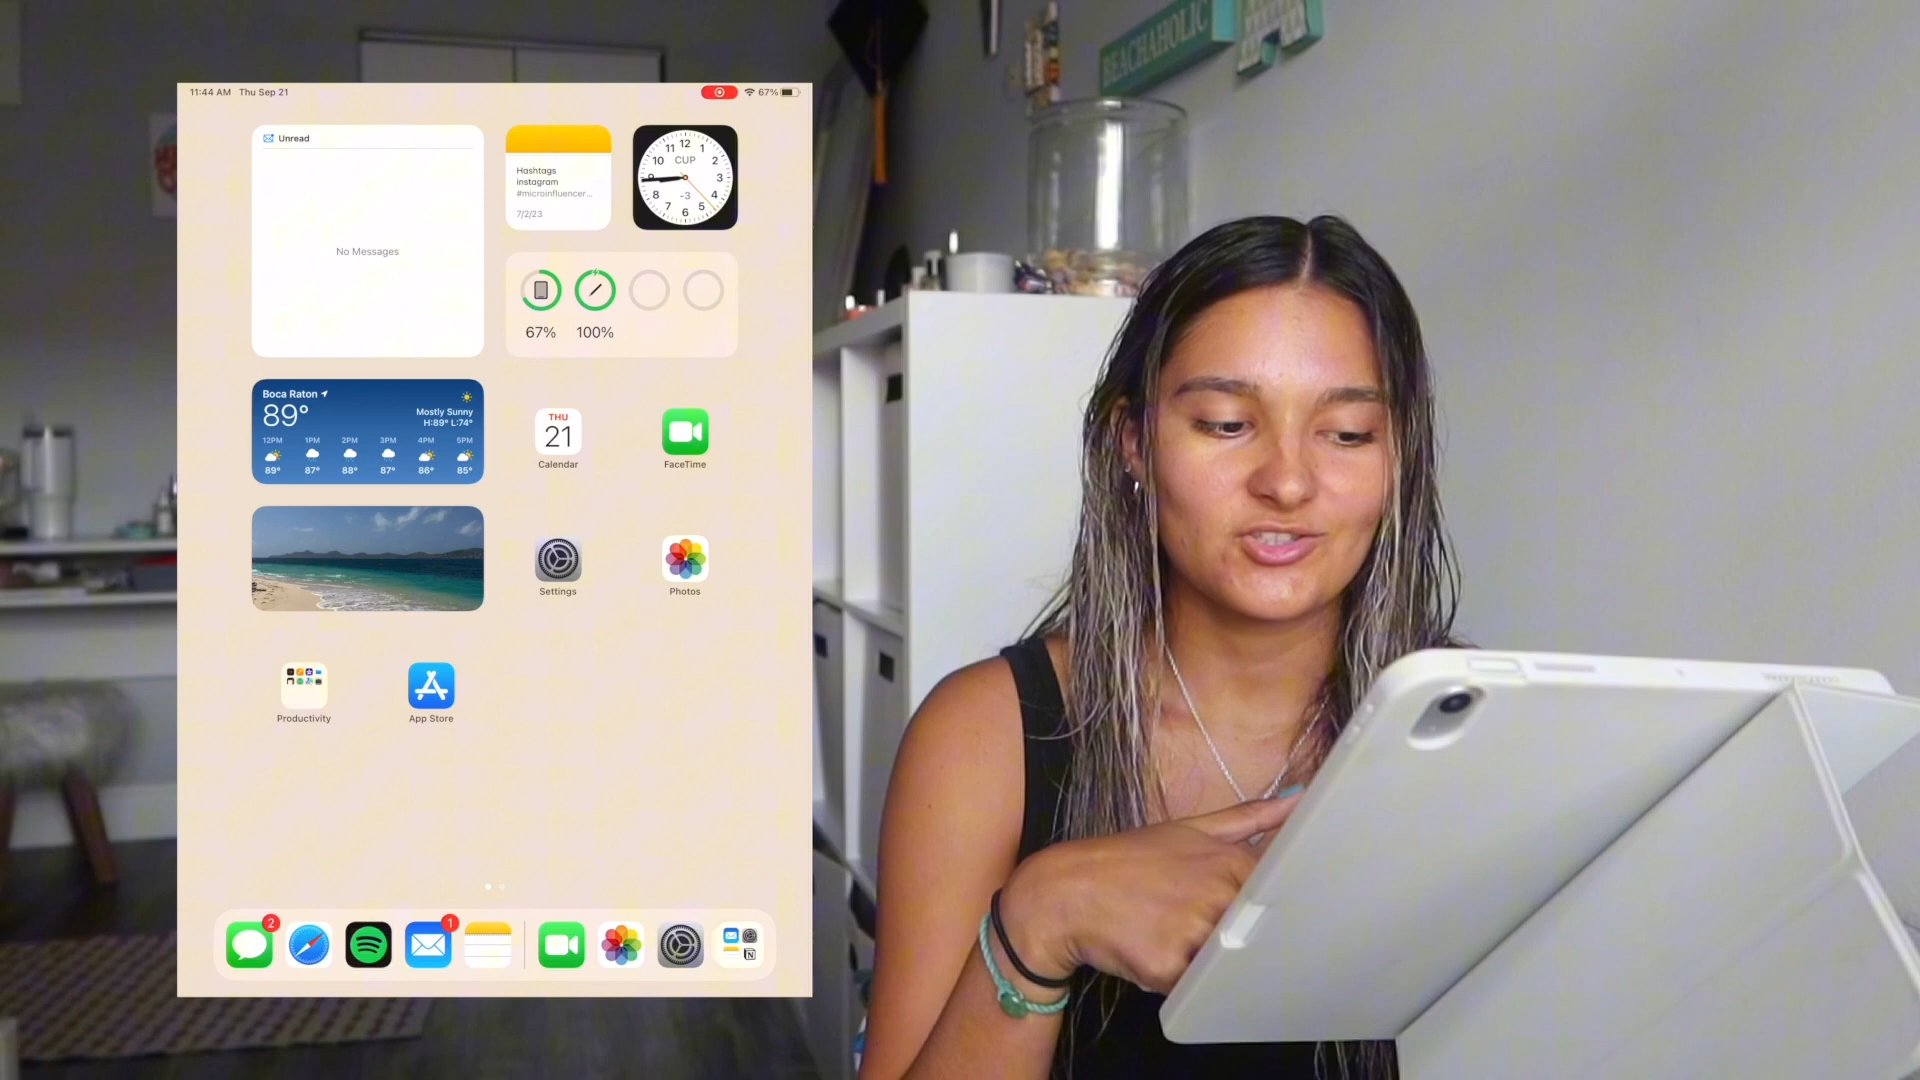 BEACHAHOLIC
11:44 AM Thu Sep 21
67%
Unread
No Messages
Hashtags
instagram
#microinfluencer...
7/2/23
12
11 1
10 CUP 2
9 3
8 -3 4
7 5
6
67% 100%
Boca Raton
89°
Mostly Sunny
H:89° L:74°
12PM 1PM 2PM 3PM 4PM 5PM
89° 87° 88° 87° 86° 85°
THU
21
Calendar
FaceTime
Settings
Photos
Productivity
App Store
2
1
N